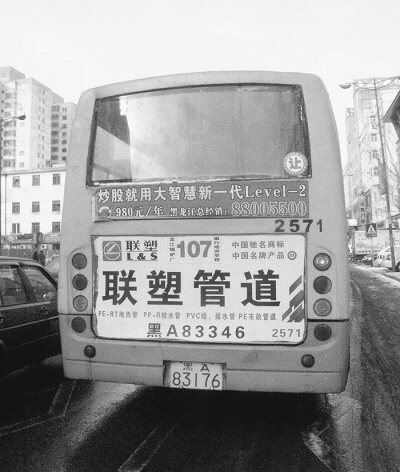 炒股就用大智慧新一代Level-2
980元/年 黑龙江总经销: 88005500
2571
联塑
L&S
107
中国驰名商标
中国名牌产品
联塑管道
PE-RT地热管 PP-R给水管 PVC给、排水管 PE市政管道
黑A83346
2571
黑A
83176